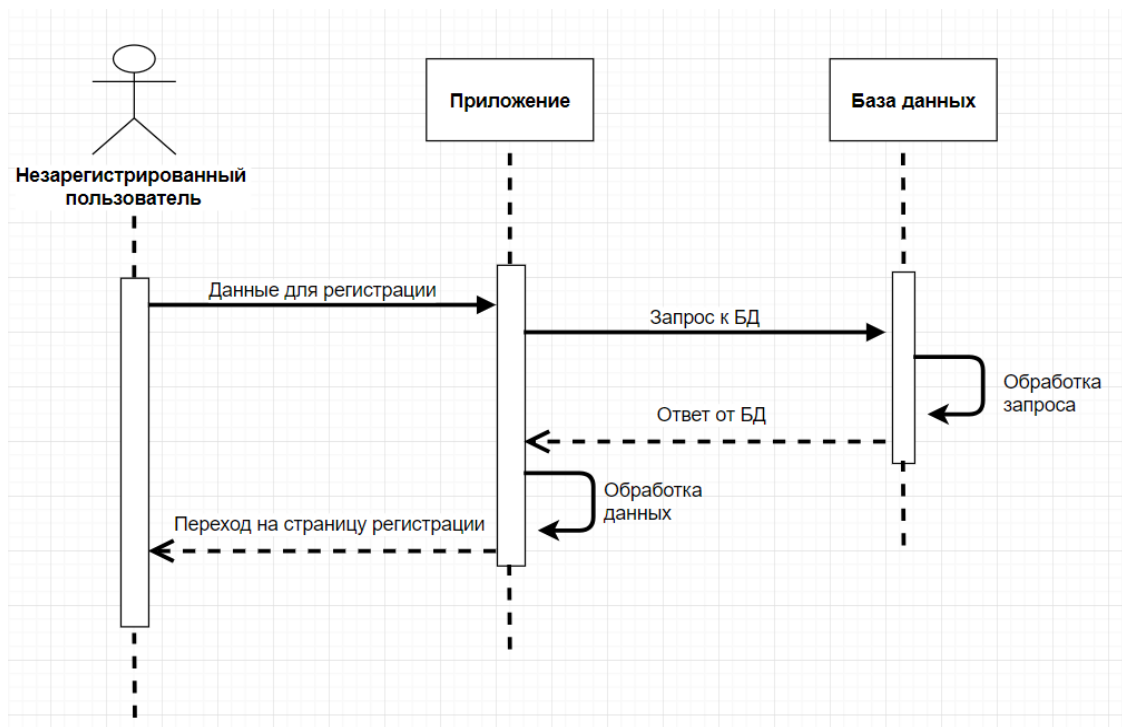 Приложение
База данных
Незарегистрированный
пользователь
Данные для регистрации
Запрос к БД
Обработка
запроса
Ответ от БД
Обработка
данных
Переход на страницу регистрации